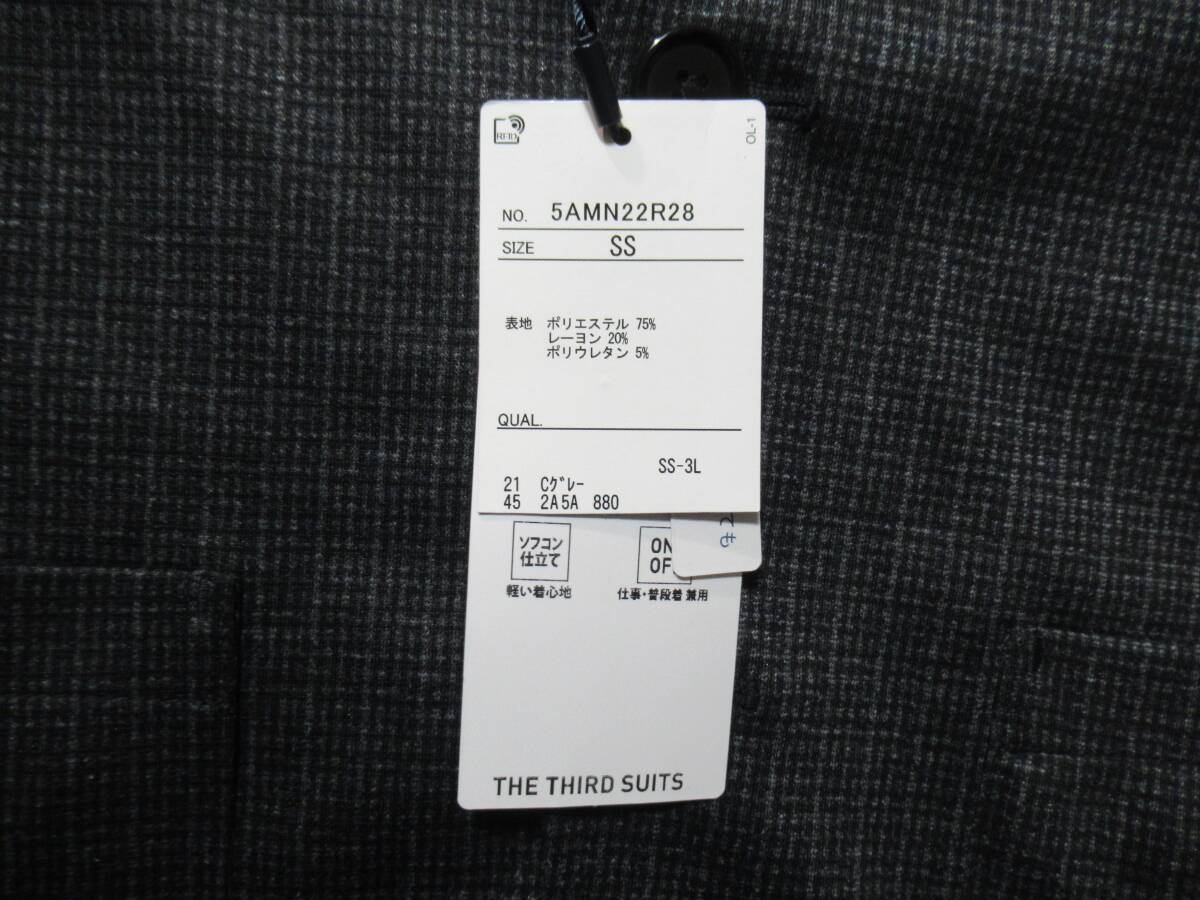 RFID
OL-1
NO. 5AMN22R28
SIZE SS
表地 ポリエステル 75%
レーヨン 20%
ポリウレタン 5%
QUAL.
SS-3L
21 Cグレー
45 2A5A 880
ソフコン
仕立て
軽い着心地
ON
OF
仕事・普段着 兼用
THE THIRD SUITS